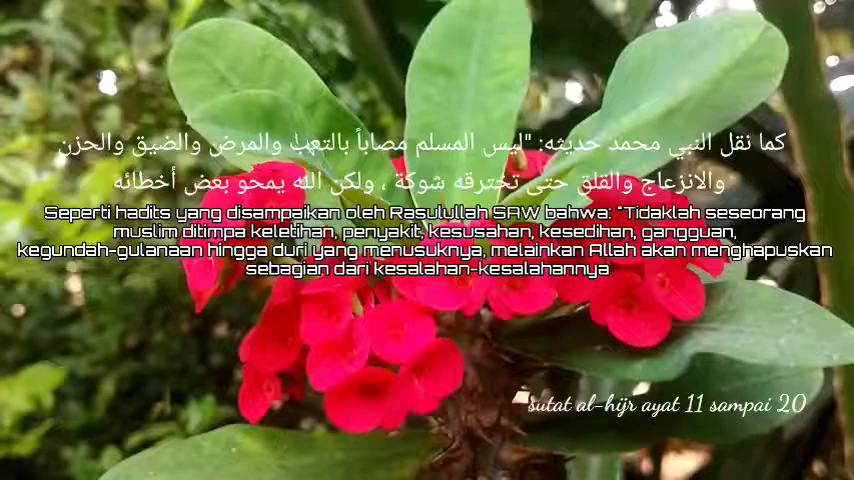 كما نقل النبي محمد حديثه: "ليس المسلم مصاباً بالتعب والمرض والضيق والحزن
والانزعاج والقلق حتى تخترقه شوكة ، ولكن الله يمحو بعض أخطائه
Seperti hadits yang disampaikan oleh Rasulullah SAW bahwa: "Tidaklah seseorang
muslim ditimpa keletihan, penyakit, kesusahan, kesedihan, gangguan,
kegundah-gulanaan hingga duri yang menusuknya, melainkan Allah akan menghapuskan
sebagian dari kesalahan-kesalahannya
sutat al-hijr ayat 11 sampai 20